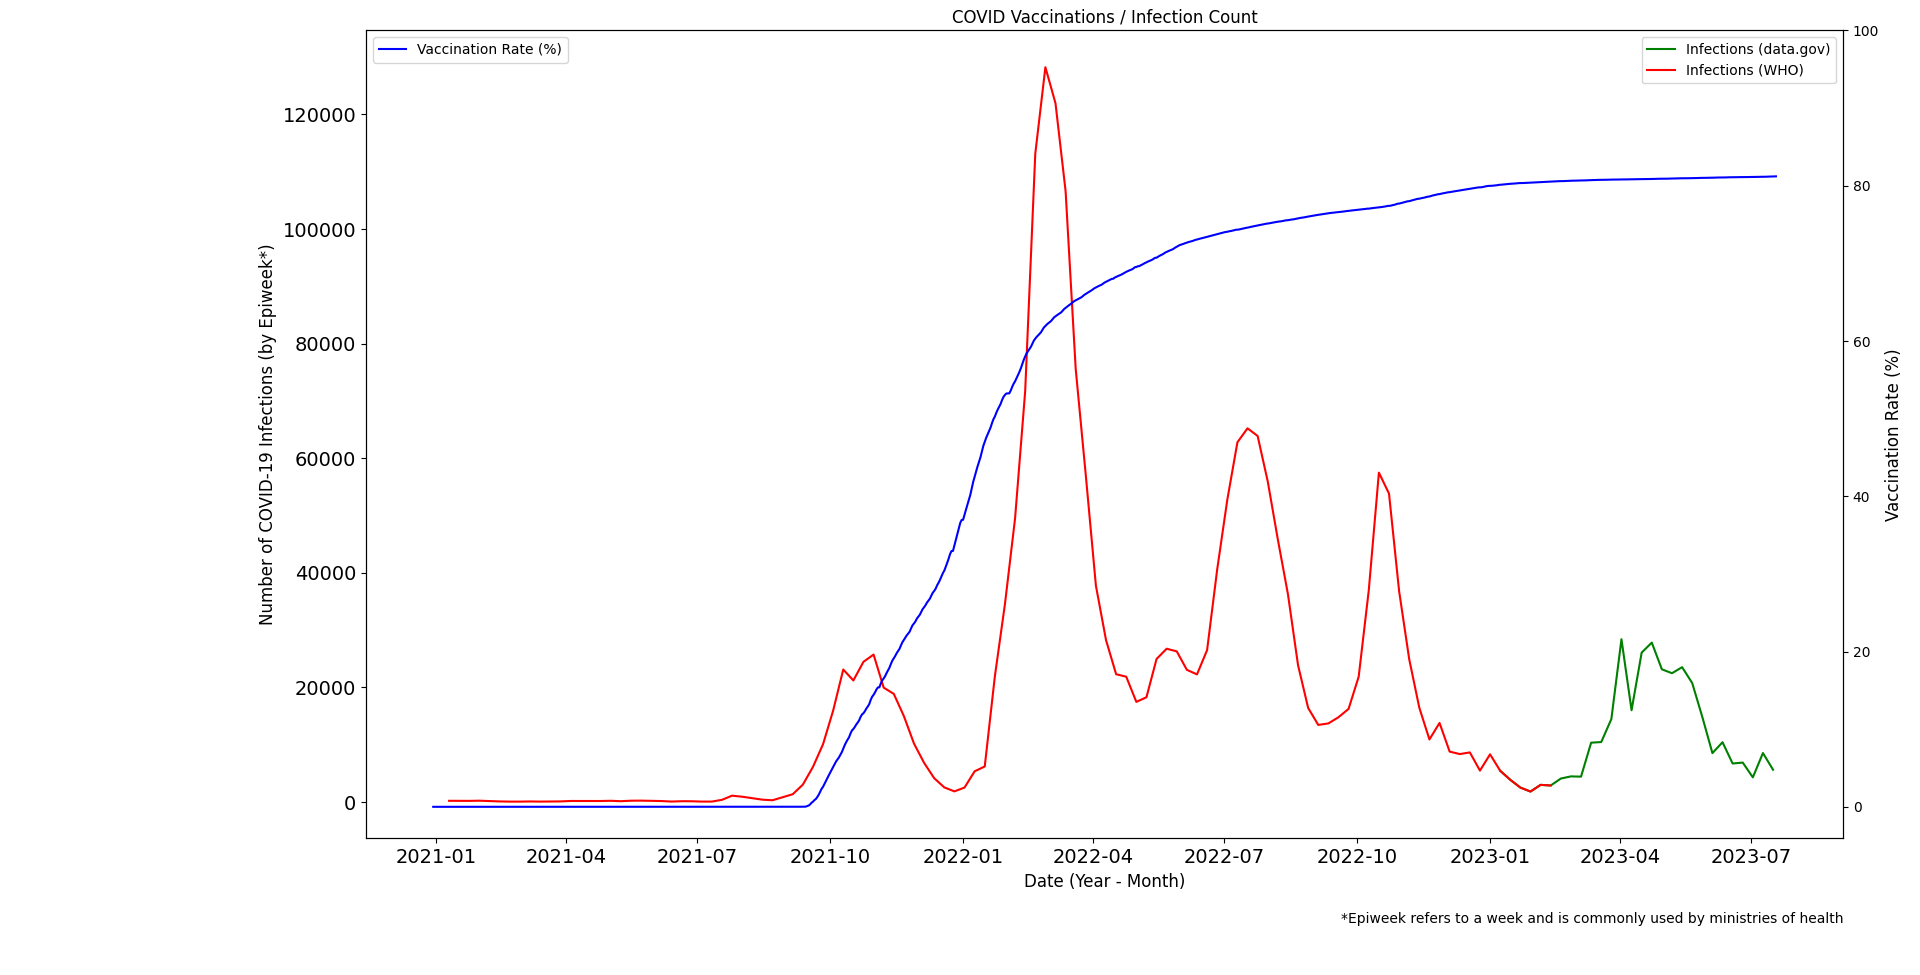 COVID Vaccinations / Infection Count
Vaccination Rate (%)
Infections (data.gov)
Infections (WHO)
Number of COVID-19 Infections (by Epiweek*)
120000
100000
80000
60000
40000
20000
0
100
80
60
40
20
0
Vaccination Rate (%)
2021-01 2021-04 2021-07 2021-10 2022-01 2022-04 2022-07 2022-10 2023-01 2023-04 2023-07
Date (Year - Month)
*Epiweek refers to a week and is commonly used by ministries of health